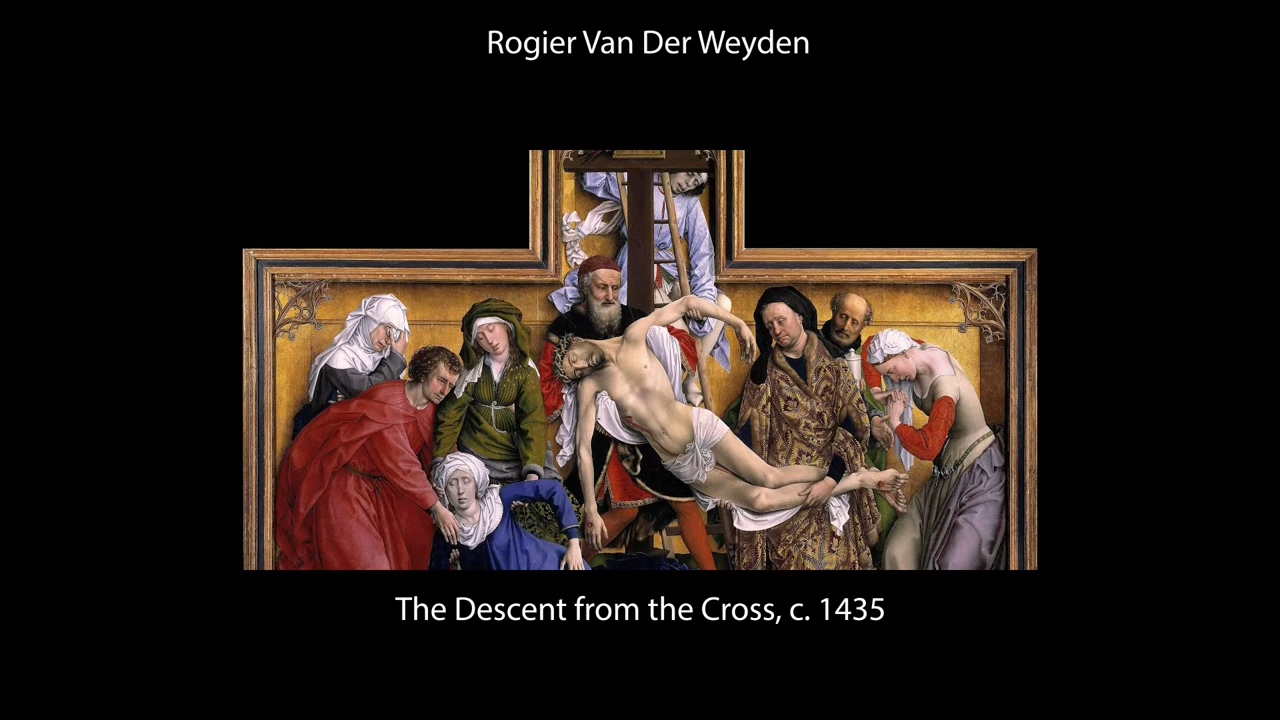 Rogier Van Der Weyden
The Descent from the Cross, c. 1435